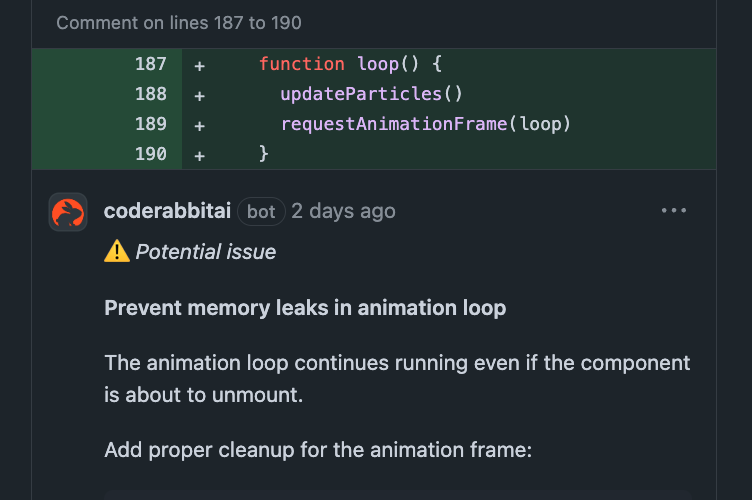 Comment on lines 187 to 190
187 + function loop() {
188 + updateParticles()
189 + requestAnimationFrame(loop)
190 + }
coderabbitai bot 2 days ago
⚠️ Potential issue
Prevent memory leaks in animation loop
The animation loop continues running even if the component
is about to unmount.
Add proper cleanup for the animation frame: